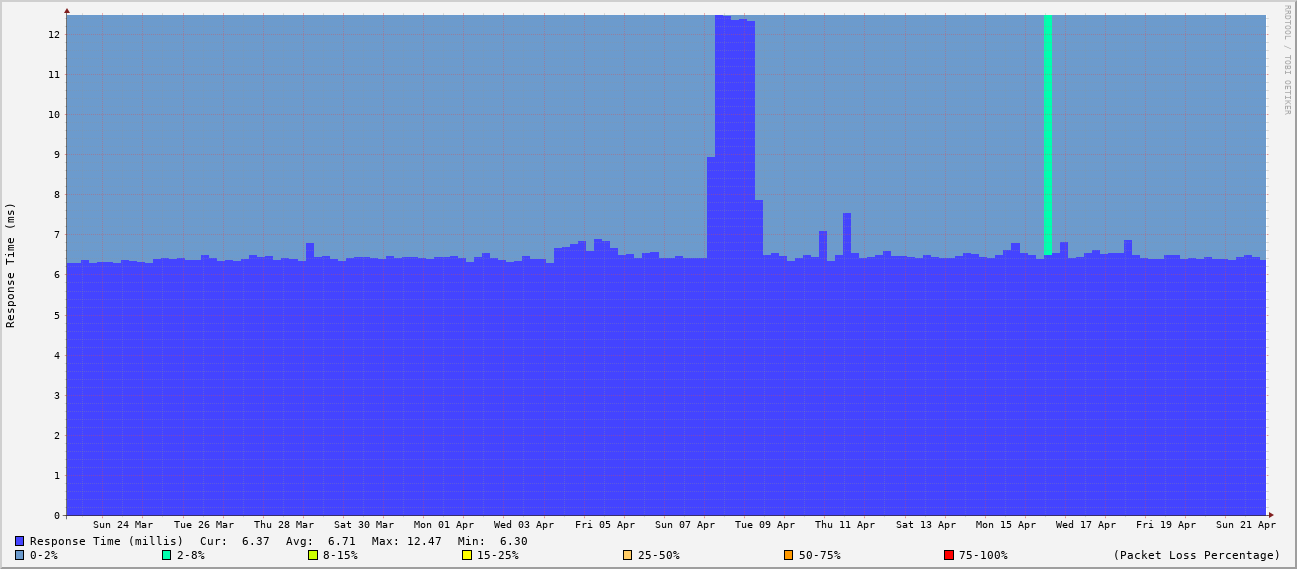 RRDTOOL / TOBI OETIKER
Response Time (ms)
12
11
10
9
8
7
6
5
4
3
2
1
0
Sun 24 Mar Tue 26 Mar Thu 28 Mar Sat 30 Mar Mon 01 Apr Wed 03 Apr Fri 05 Apr Sun 07 Apr Tue 09 Apr Thu 11 Apr Sat 13 Apr Mon 15 Apr Wed 17 Apr Fri 19 Apr Sun 21 Apr
Response Time (millis) Cur: 6.37 Avg: 6.71 Max: 12.47 Min: 6.30
0-2% 2-8% 8-15% 15-25% 25-50% 50-75% 75-100% (Packet Loss Percentage)